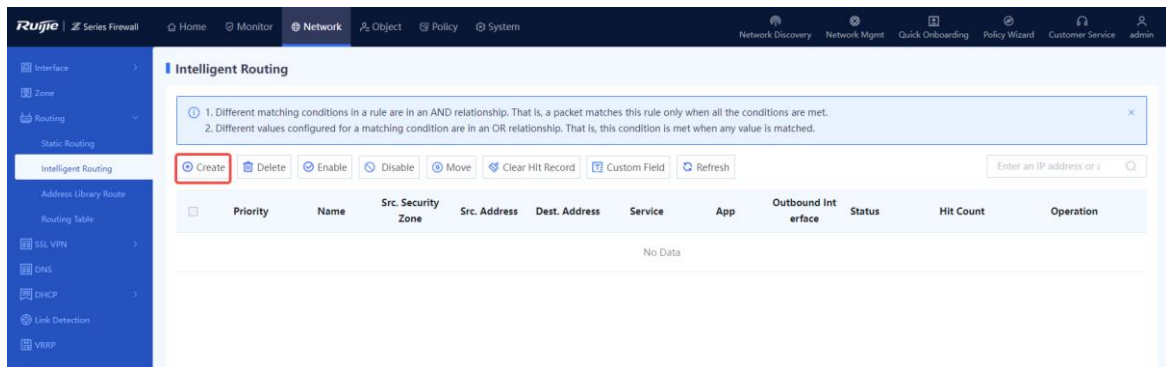 Ruijie | Z Series Firewall
Home
Monitor
Network
Object
Policy
System
Network Discovery
Network Mgmt
Quick Onboarding
Policy Wizard
Customer Service
admin
Interface
Zone
Routing
Static Routing
Intelligent Routing
Address Library Route
Routing Table
SSL VPN
DNS
DHCP
Link Detection
VRRP
Intelligent Routing
1. Different matching conditions in a rule are in an AND relationship. That is, a packet matches this rule only when all the conditions are met.
2. Different values configured for a matching condition are in an OR relationship. That is, this condition is met when any value is matched.
Create
Delete
Enable
Disable
Move
Clear Hit Record
Custom Field
Refresh
Enter an IP address or
Priority
Name
Src. Security
Zone
Src. Address
Dest. Address
Service
App
Outbound Int
erface
Status
Hit Count
Operation
No Data